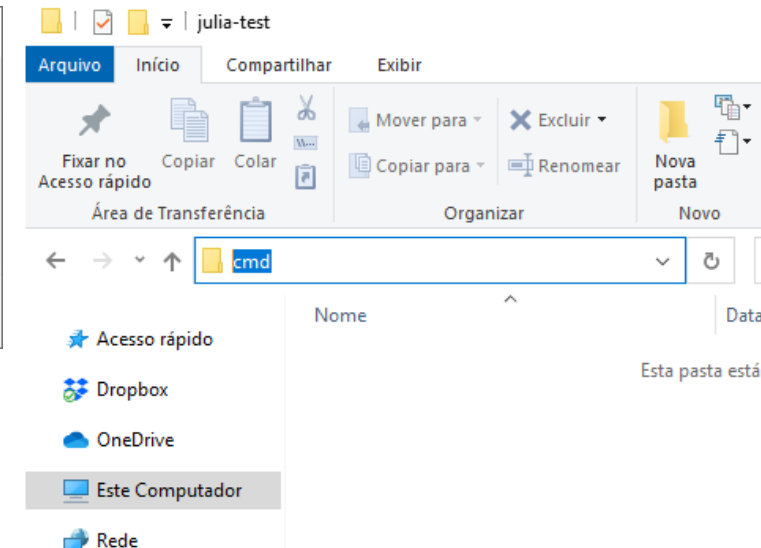 julia-test
Arquivo Início Compartilhar Exibir
Fixar no
Acesso rápido
Copiar
Colar
Área de Transferência
Mover para
Copiar para
Excluir
Renomear
Organizar
Nova
pasta
Novo
cmd
Nome
Data
Esta pasta está
Acesso rápido
Dropbox
OneDrive
Este Computador
Rede